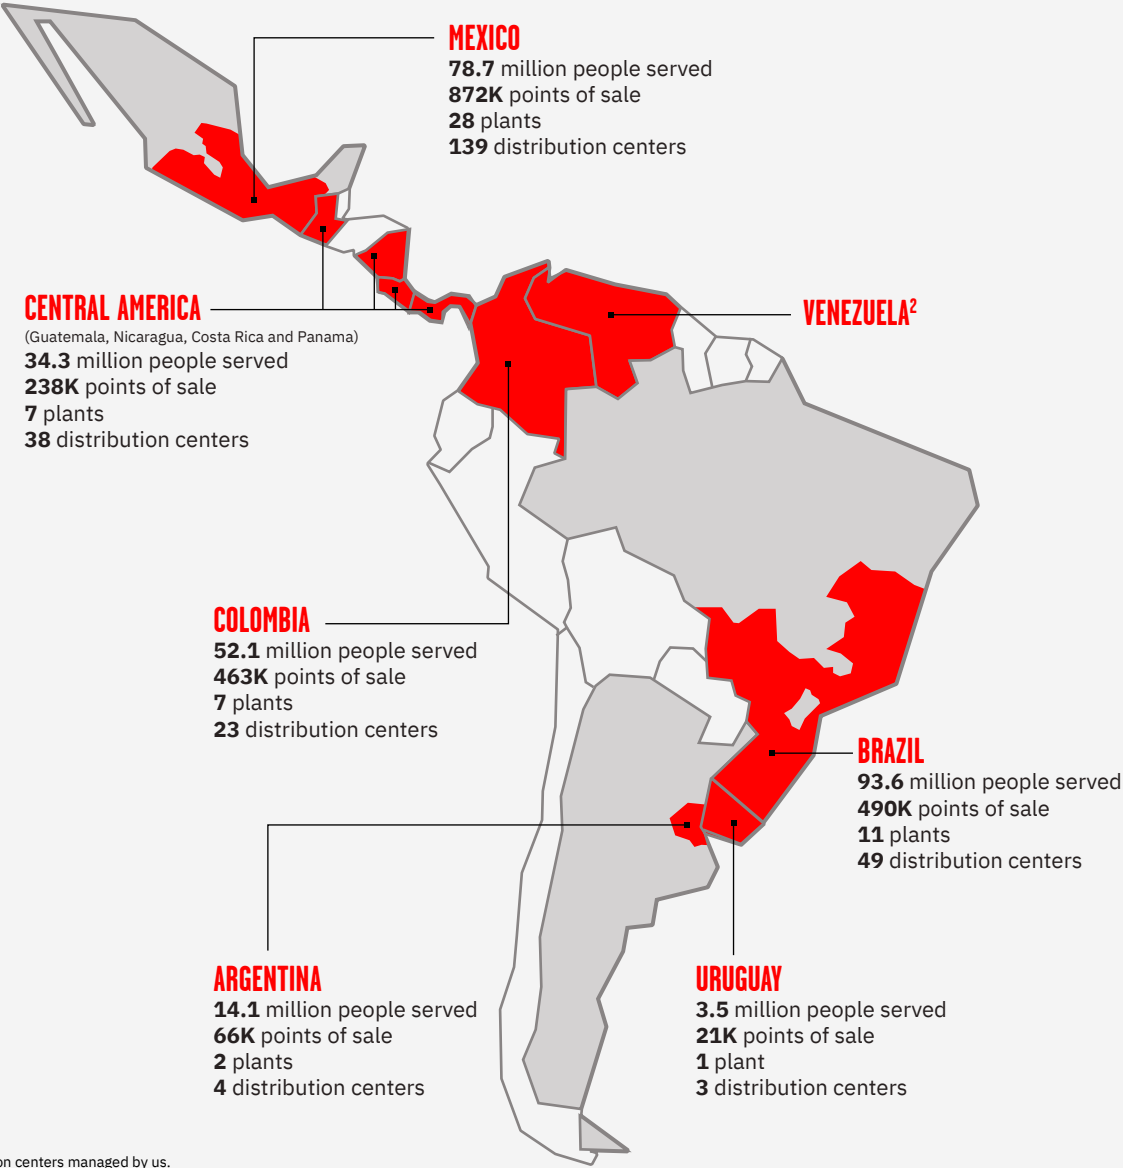 MEXICO
78.7 million people served
872K points of sale
28 plants
139 distribution centers
CENTRAL AMERICA
(Guatemala, Nicaragua, Costa Rica and Panama)
34.3 million people served
238K points of sale
7 plants
38 distribution centers
VENEZUELA²
COLOMBIA
52.1 million people served
463K points of sale
7 plants
23 distribution centers
BRAZIL
93.6 million people served
490K points of sale
11 plants
49 distribution centers
ARGENTINA
14.1 million people served
66K points of sale
2 plants
4 distribution centers
URUGUAY
3.5 million people served
21K points of sale
1 plant
3 distribution centers
on centers managed by us.